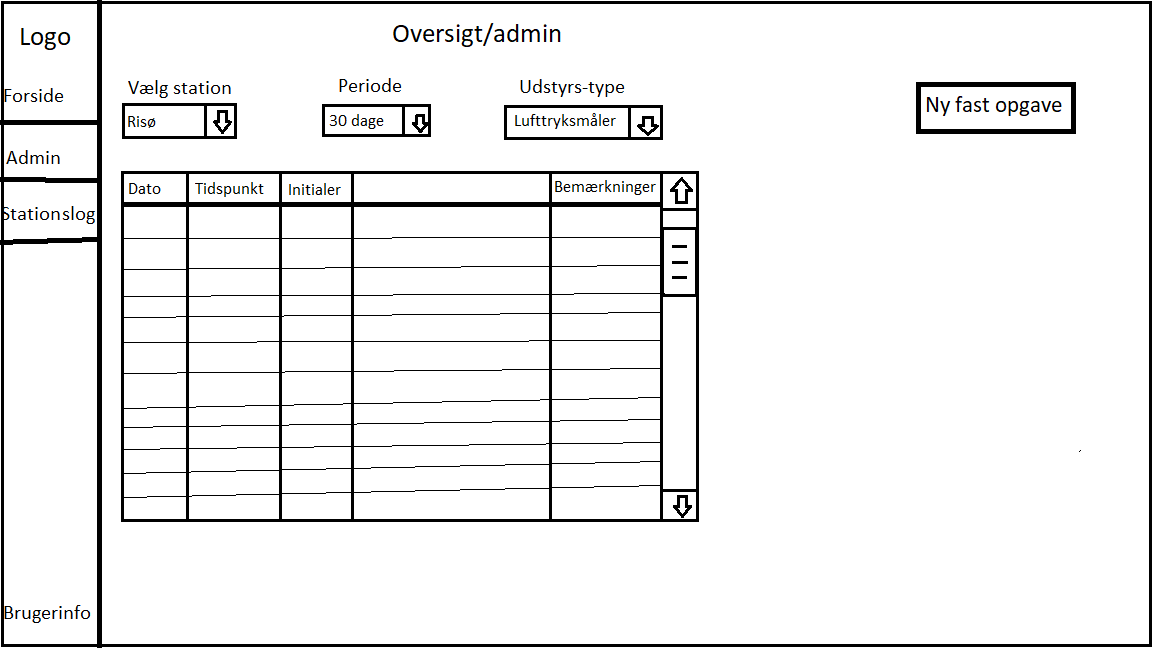 Logo
Oversigt/admin
Forside
Admin
Stationslog
Brugerinfo
Vælg station
Risø
Periode
30 dage
Udstyrs-type
Lufttryksmåler
Ny fast opgave
Dato Tidspunkt Initialer Bemærkninger